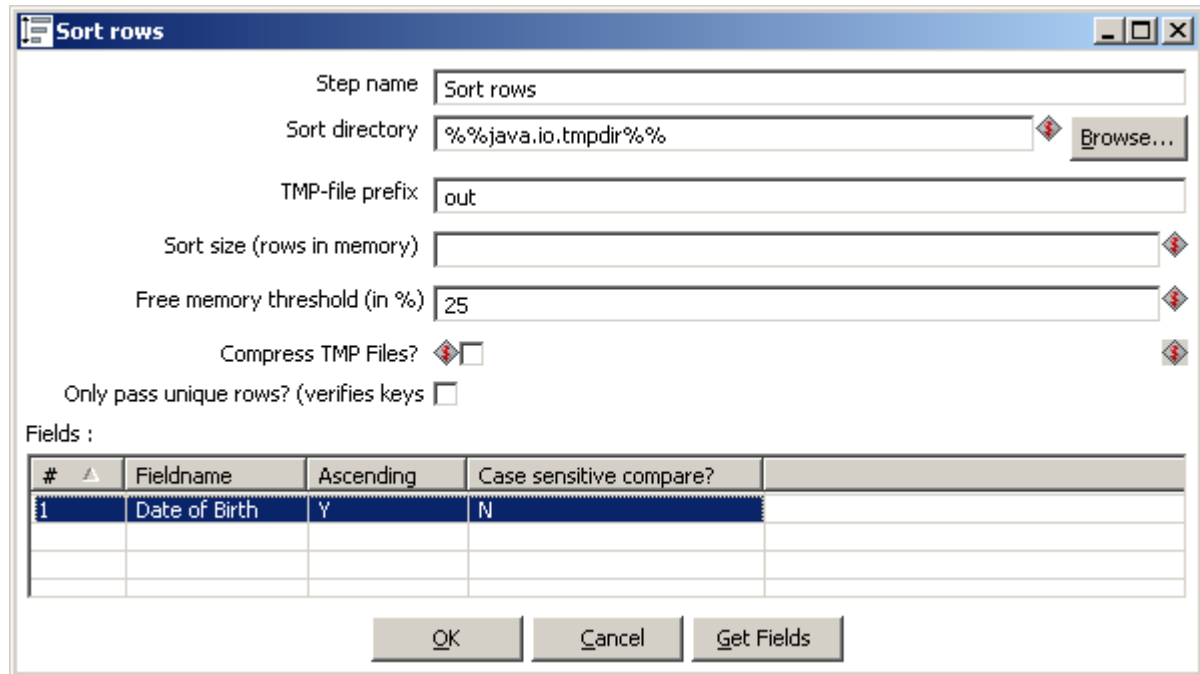 Sort rows
Step name Sort rows
Sort directory %%java.io.tmpdir%% Browse...
TMP-file prefix out
Sort size (rows in memory)
Free memory threshold (in %) 25
Compress TMP Files?
Only pass unique rows? (verifies keys
Fields :
# Fieldname Ascending Case sensitive compare?
1 Date of Birth Y N
OK Cancel Get Fields